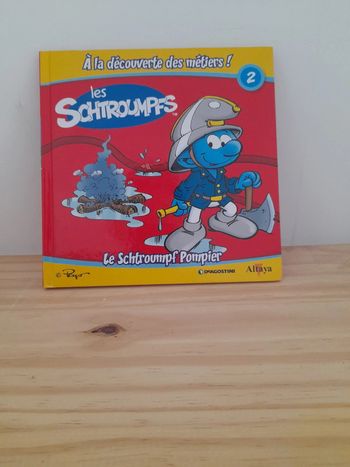 À la découverte des métiers !
2
les
SCHTROUMPFS
Le Schtroumpf Pompier
© Peyo
DeAGOSTINI
Altaya